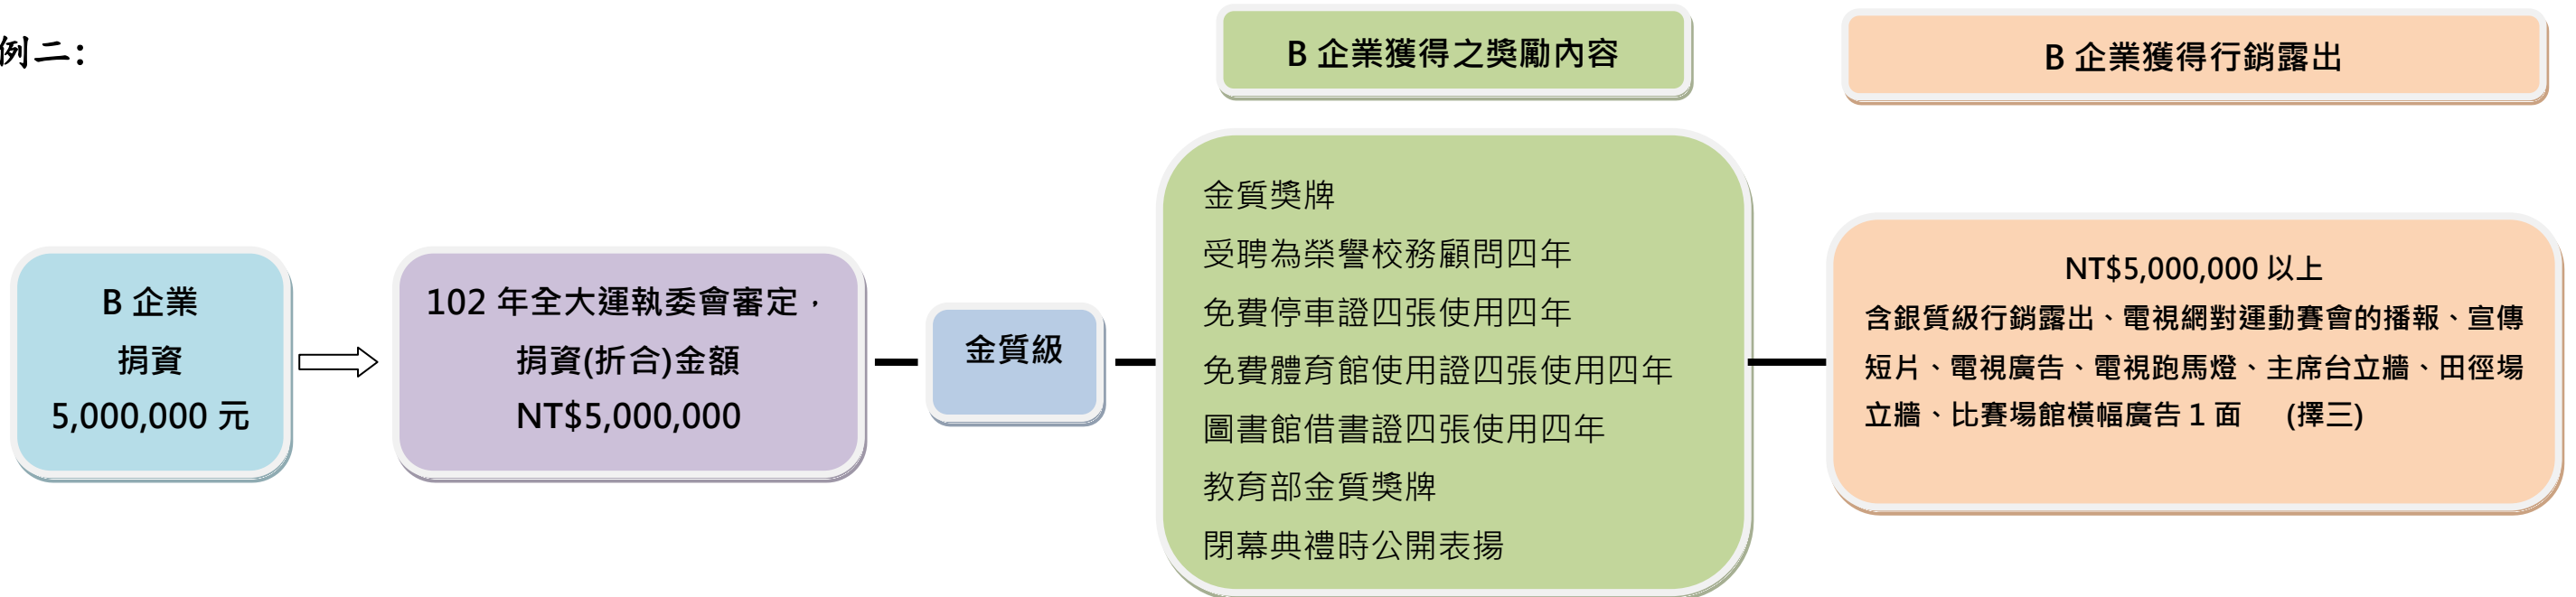 例二:
B 企業獲得之獎勵內容
B 企業獲得行銷露出
B 企業
捐資
5,000,000 元
102 年全大運執委會審定，
捐資(折合)金額
NT$5,000,000
金質級
金質獎牌
受聘為榮譽校務顧問四年
免費停車證四張使用四年
免費體育館使用證四張使用四年
圖書館借書證四張使用四年
教育部金質獎牌
閉幕典禮時公開表揚
NT$5,000,000 以上
含銀質級行銷露出、電視網對運動賽會的播報、宣傳
短片、電視廣告、電視跑馬燈、主席台立牆、田徑場
立牆、比賽場館橫幅廣告 1 面 (擇三)